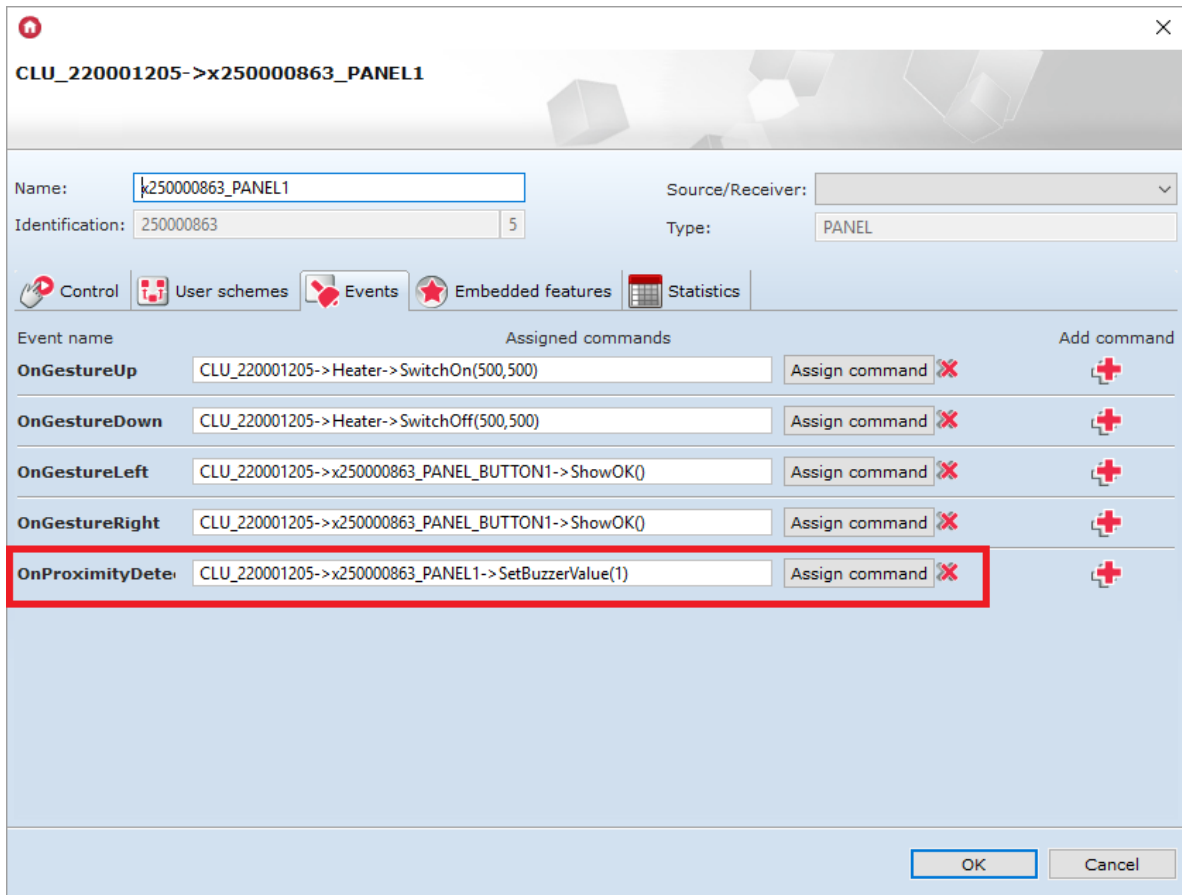 CLU_220001205->x250000863_PANEL1
Name: x250000863_PANEL1 Source/Receiver:
Identification: 250000863 5 Type: PANEL
Control User schemes Events Embedded features Statistics
Event name Assigned commands Add command
OnGestureUp CLU_220001205->Heater->SwitchOn(500,500) Assign command
OnGestureDown CLU_220001205->Heater->SwitchOff(500,500) Assign command
OnGestureLeft CLU_220001205->x250000863_PANEL_BUTTON1->ShowOK() Assign command
OnGestureRight CLU_220001205->x250000863_PANEL_BUTTON1->ShowOK() Assign command
OnProximityDete CLU_220001205->x250000863_PANEL1->SetBuzzerValue(1) Assign command
OK Cancel